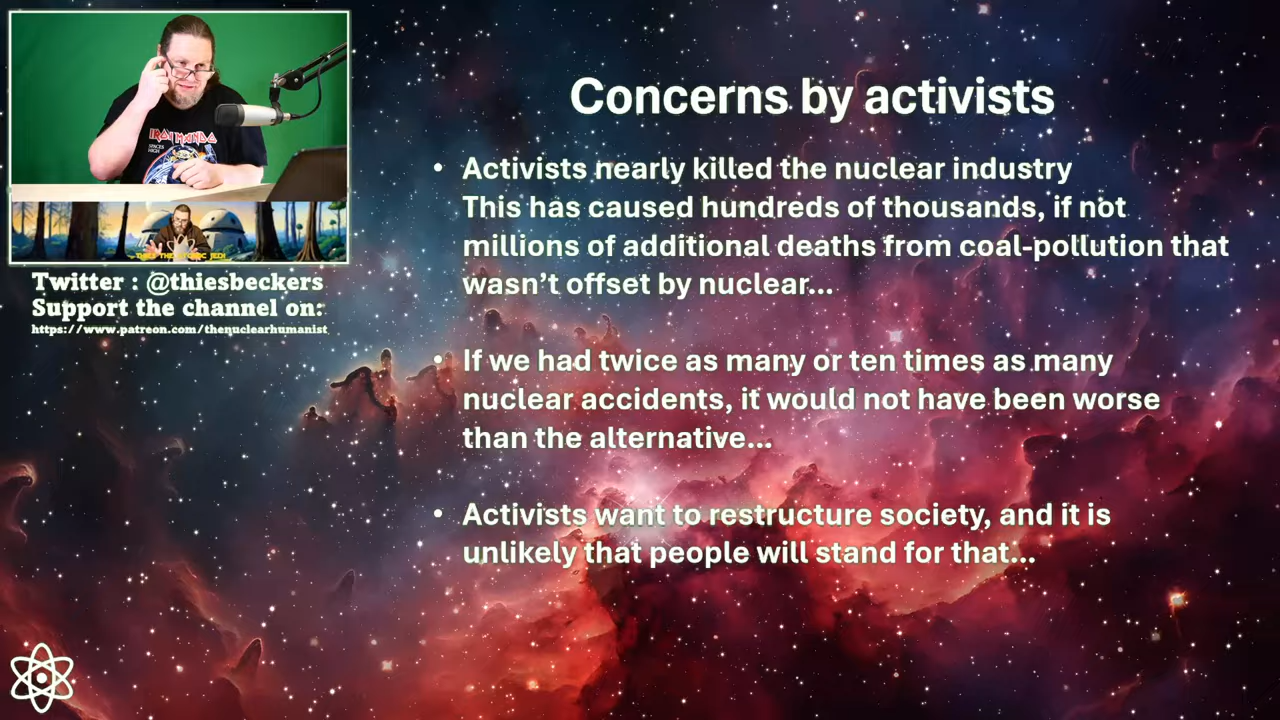 Concerns by activists
• Activists nearly killed the nuclear industry
This has caused hundreds of thousands, if not
millions of additional deaths from coal-pollution that
wasn’t offset by nuclear...
• If we had twice as many or ten times as many
nuclear accidents, it would not have been worse
than the alternative...
• Activists want to restructure society, and it is
unlikely that people will stand for that...
IRON MAIDEN
Twitter : @thiesbeckers
Support the channel on:
https://www.patreon.com/thenuclearhumanist